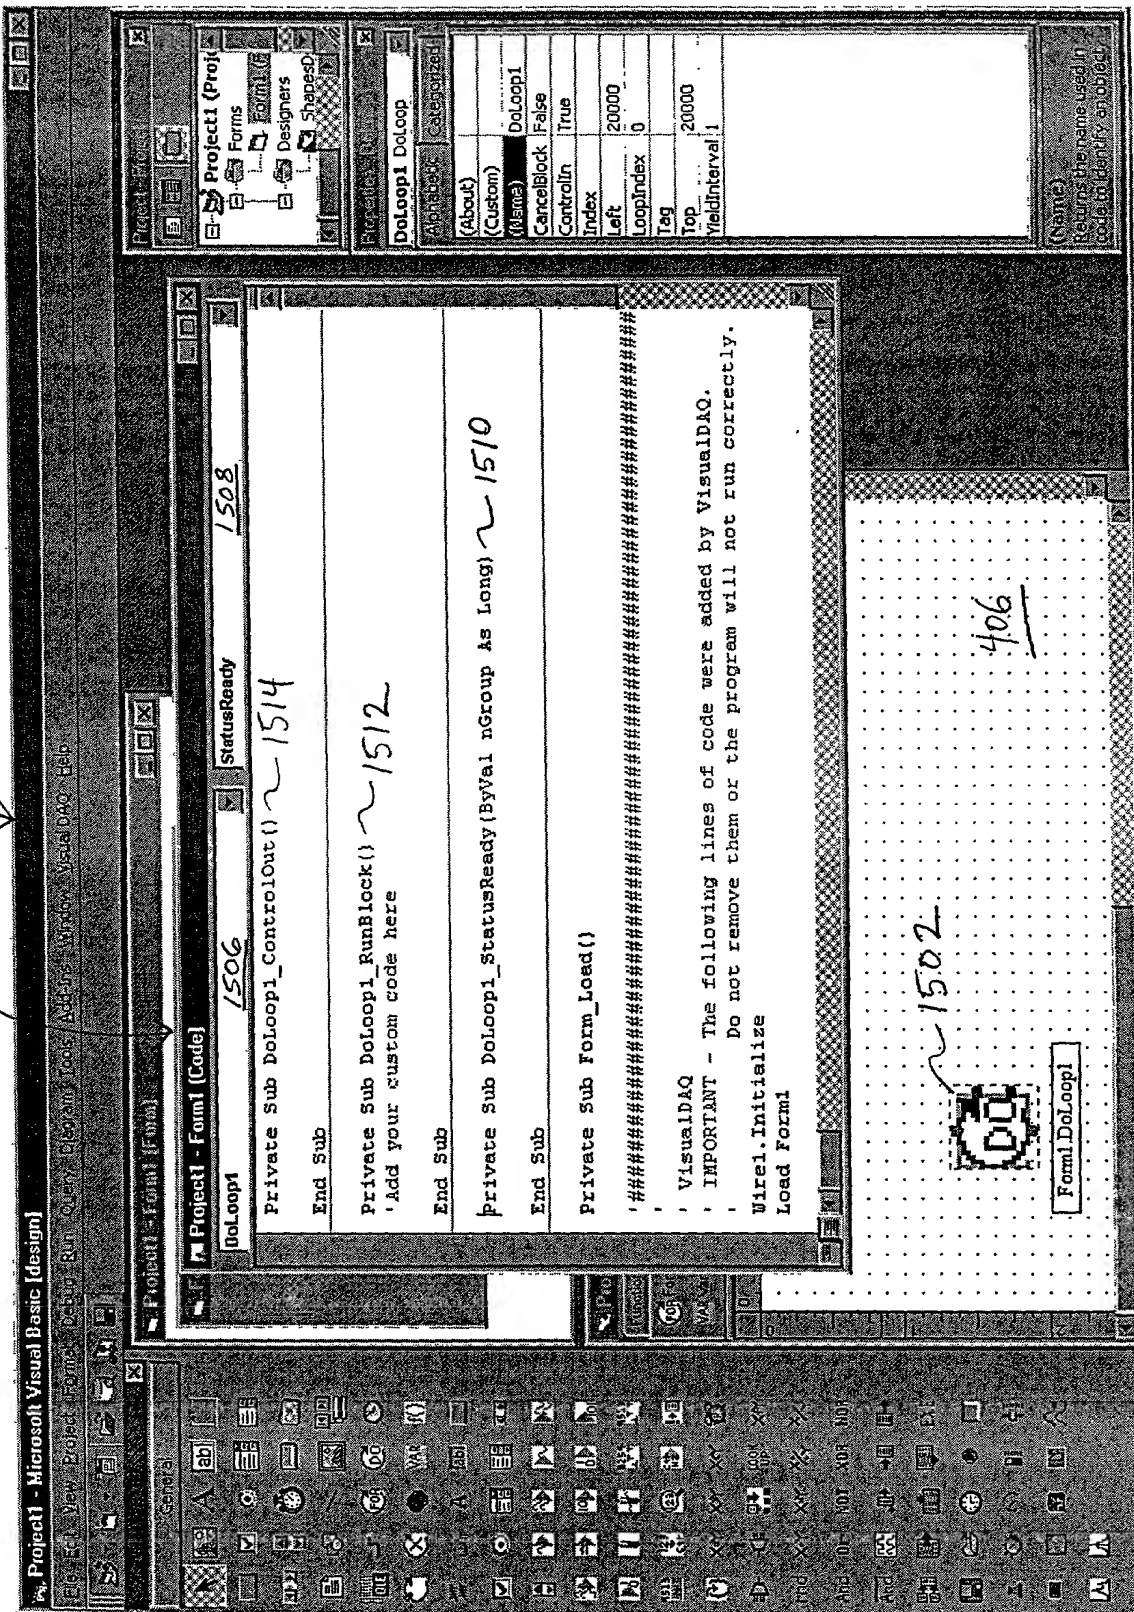 Project1 - Microsoft Visual Basic [design]
File Edit View Project Format Debug Run Query Diagram Tools Add-Ins Window VisualDAQ Help
General
Project1 - Form1 (Form)
Project1 - Form1 (Code)
1506
1508
DoLoop1
StatusReady
Private Sub DoLoop1_ControlOut() ~ 1514
End Sub
Private Sub DoLoop1_RunBlock() ~ 1512
'Add your custom code here
End Sub
Private Sub DoLoop1_StatusReady(ByVal nGroup As Long) ~ 1510
End Sub
Private Sub Form_Load()
' VisualDAQ
' IMPORTANT - The following lines of code were added by VisualDAQ.
' Do not remove them or the program will not run correctly.
Wire1.Initialize
Load Form1
1502
406
Form1.DoLoop1
Project1 (Proj
Forms
Form1 (F
Designers
ShapesD
DoLoop1 DoLoop
Alphabetic Categorized
(About)
(Custom)
(Name) DoLoop1
CancelBlock False
ControlIn True
Index
Left 20000
LoopIndex 0
Tag
Top 20000
YieldInterval 1
(Name)
Returns the name used in
code to identify an object.